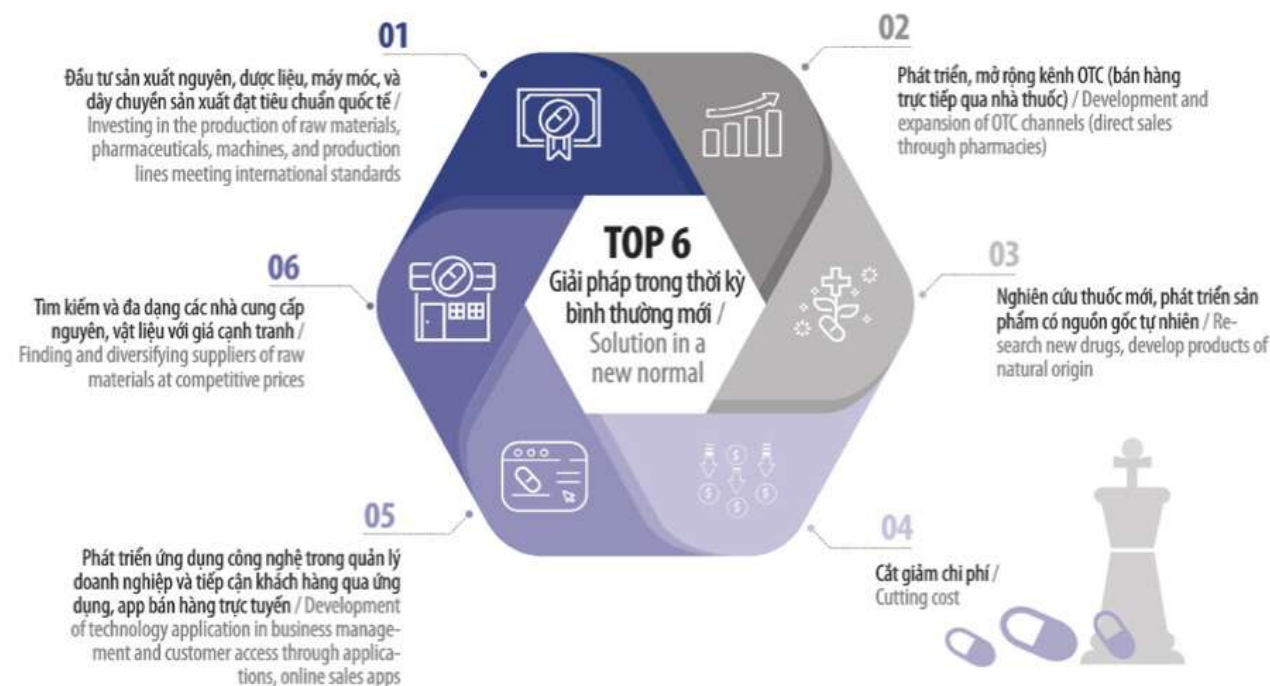 TOP 6
Giải pháp trong thời kỳ
bình thường mới /
Solution in a
new normal
01
Đầu tư sản xuất nguyên, dược liệu, máy móc, và
dây chuyền sản xuất đạt tiêu chuẩn quốc tế /
Investing in the production of raw materials,
pharmaceuticals, machines, and production
lines meeting international standards
02
Phát triển, mở rộng kênh OTC (bán hàng
trực tiếp qua nhà thuốc) / Development and
expansion of OTC channels (direct sales
through pharmacies)
03
Nghiên cứu thuốc mới, phát triển sản
phẩm có nguồn gốc tự nhiên / Re-
search new drugs, develop products of
natural origin
04
Cắt giảm chi phí /
Cutting cost
05
Phát triển ứng dụng công nghệ trong quản lý
doanh nghiệp và tiếp cận khách hàng qua ứng
dụng, app bán hàng trực tuyến / Development
of technology application in business manage-
ment and customer access through applica-
tions, online sales apps
06
Tìm kiếm và đa dạng các nhà cung cấp
nguyên, vật liệu với giá cạnh tranh /
Finding and diversifying suppliers of raw
materials at competitive prices